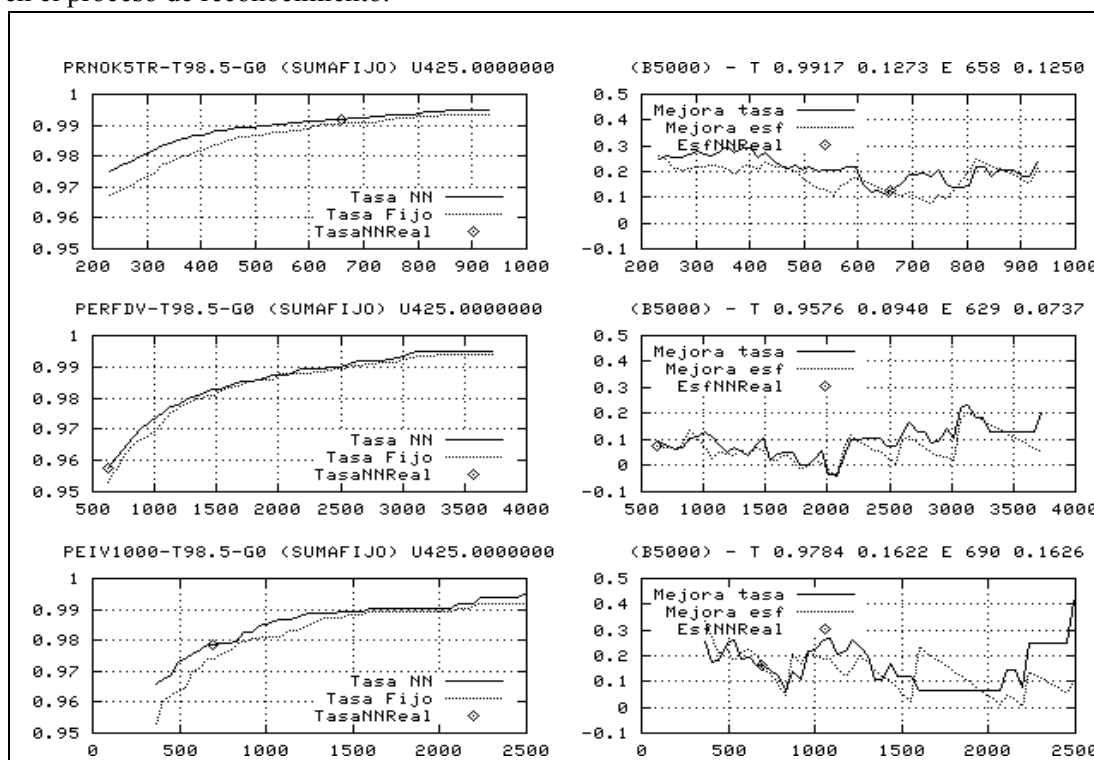 en el proceso de reconocimiento.
PRNOK5TR-T98.5-G0 (SUMAFIJO) U425.0000000
1
0.99
0.98
0.97
0.96
0.95
Tasa NN
Tasa Fijo
TasaNNReal
200 300 400 500 600 700 800 900 1000
(B5000) - T 0.9917 0.1273 E 658 0.1250
0.5
0.4
0.3
0.2
0.1
0
-0.1
Mejora tasa
Mejora esf
EsfNNReal
200 300 400 500 600 700 800 900 1000
PERFDV-T98.5-G0 (SUMAFIJO) U425.0000000
1
0.99
0.98
0.97
0.96
0.95
Tasa NN
Tasa Fijo
TasaNNReal
500 1000 1500 2000 2500 3000 3500 4000
(B5000) - T 0.9576 0.0940 E 629 0.0737
0.5
0.4
0.3
0.2
0.1
0
-0.1
Mejora tasa
Mejora esf
EsfNNReal
500 1000 1500 2000 2500 3000 3500 4000
PEIV1000-T98.5-G0 (SUMAFIJO) U425.0000000
1
0.99
0.98
0.97
0.96
0.95
Tasa NN
Tasa Fijo
TasaNNReal
0 500 1000 1500 2000 2500
(B5000) - T 0.9784 0.1622 E 690 0.1626
0.5
0.4
0.3
0.2
0.1
0
-0.1
Mejora tasa
Mejora esf
EsfNNReal
0 500 1000 1500 2000 2500